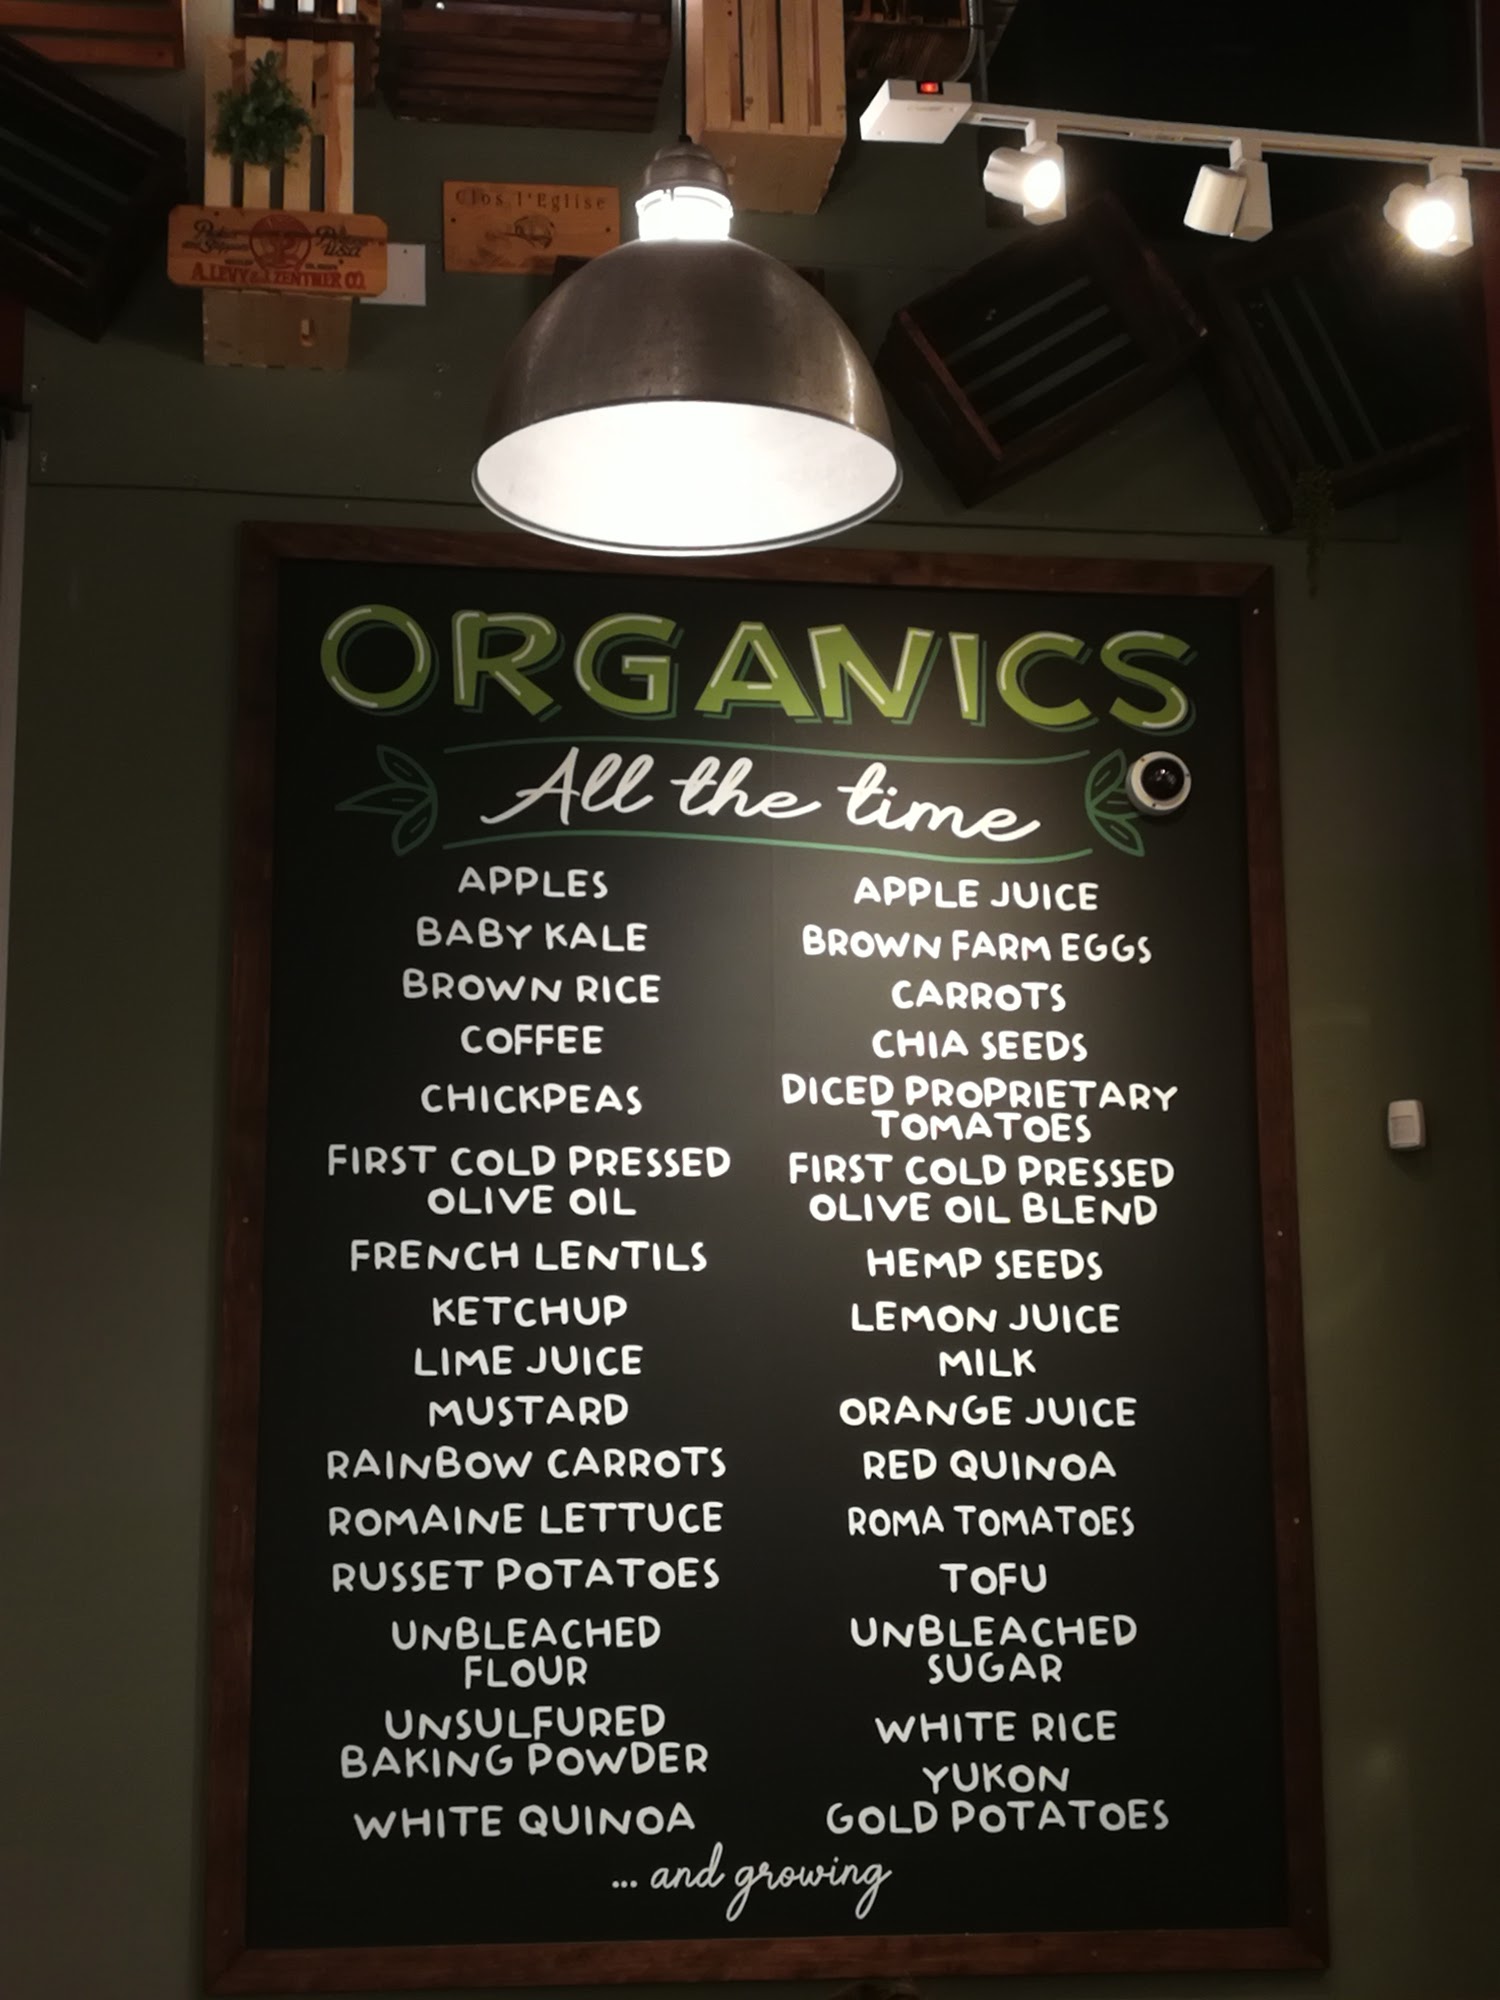 Clos l'Eglise
A. LEVY & J. ZENTNER CO.
ORGANICS
All the time
APPLES
BABY KALE
BROWN RICE
COFFEE
CHICKPEAS
FIRST COLD PRESSED
OLIVE OIL
FRENCH LENTILS
KETCHUP
LIME JUICE
MUSTARD
RAINBOW CARROTS
ROMAINE LETTUCE
RUSSET POTATOES
UNBLEACHED
FLOUR
UNSULFURED
BAKING POWDER
WHITE QUINOA
APPLE JUICE
BROWN FARM EGGS
CARROTS
CHIA SEEDS
DICED PROPRIETARY
TOMATOES
FIRST COLD PRESSED
OLIVE OIL BLEND
HEMP SEEDS
LEMON JUICE
MILK
ORANGE JUICE
RED QUINOA
ROMA TOMATOES
TOFU
UNBLEACHED
SUGAR
WHITE RICE
YUKON
GOLD POTATOES
... and growing